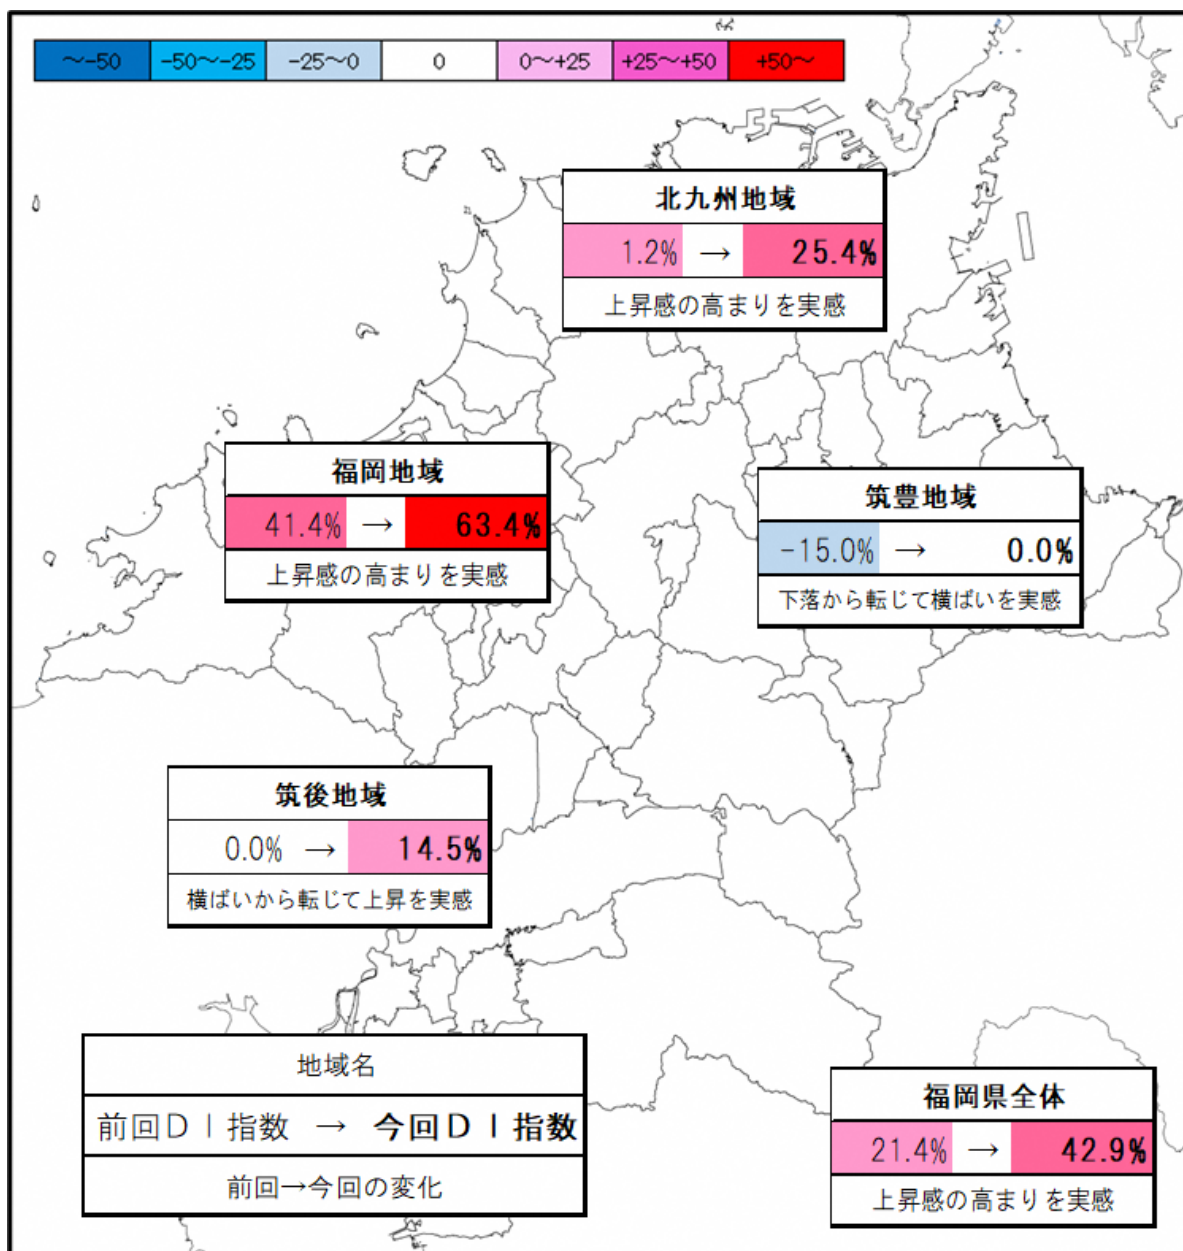 ～-50 -50～-25 -25～0 0 0～+25 +25～+50 +50～
北九州地域
1.2% → 25.4%
上昇感の高まりを実感
福岡地域
41.4% → 63.4%
上昇感の高まりを実感
筑豊地域
-15.0% → 0.0%
下落から転じて横ばいを実感
筑後地域
0.0% → 14.5%
横ばいから転じて上昇を実感
地域名
前回ＤＩ指数 → 今回ＤＩ指数
前回→今回の変化
福岡県全体
21.4% → 42.9%
上昇感の高まりを実感